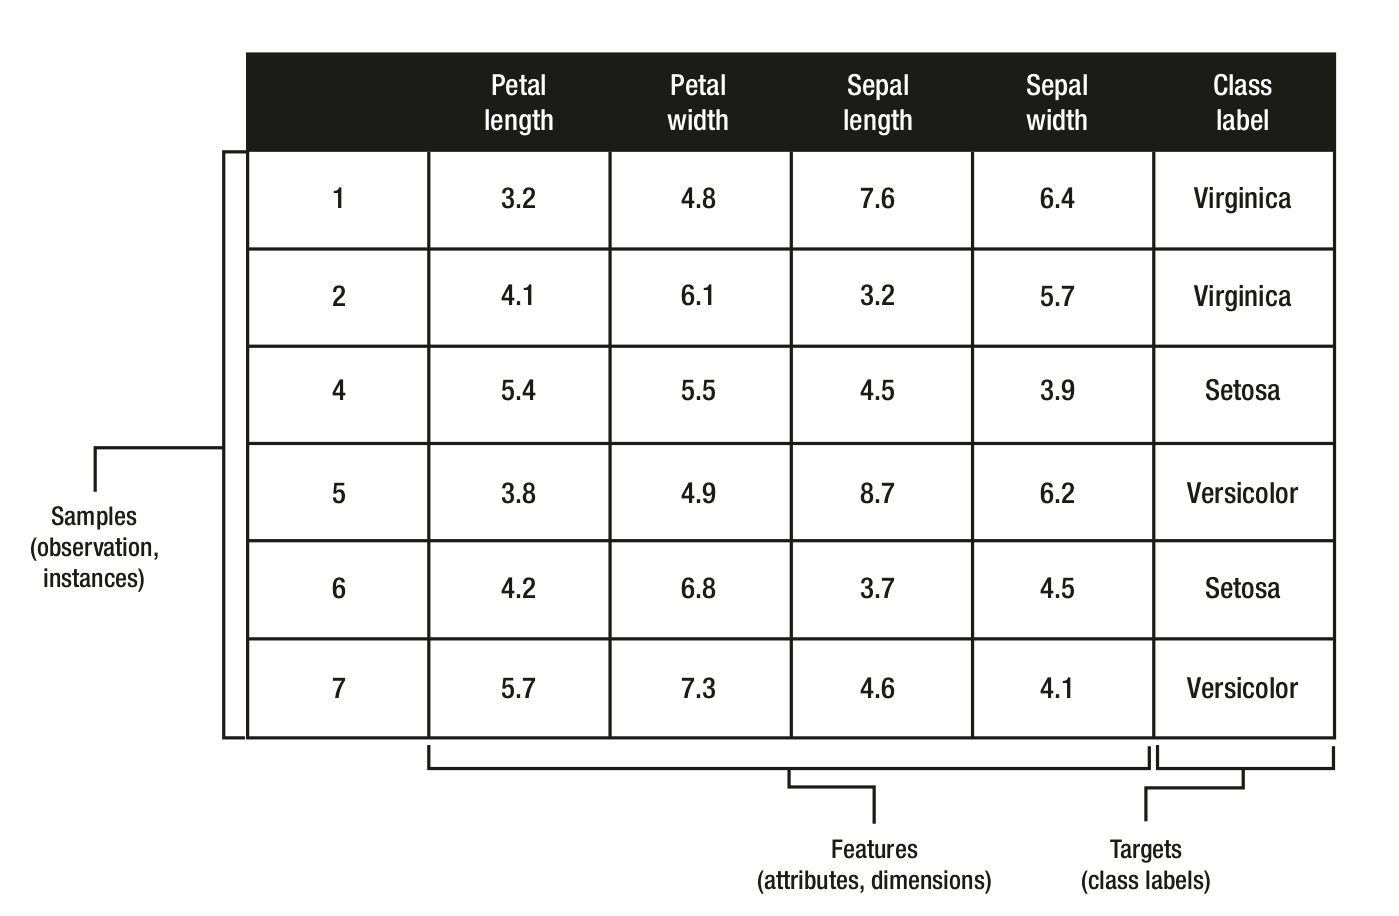 Petal length Petal width Sepal length Sepal width Class label
1 3.2 4.8 7.6 6.4 Virginica
2 4.1 6.1 3.2 5.7 Virginica
4 5.4 5.5 4.5 3.9 Setosa
5 3.8 4.9 8.7 6.2 Versicolor
6 4.2 6.8 3.7 4.5 Setosa
7 5.7 7.3 4.6 4.1 Versicolor
Samples
(observation,
instances)
Features
(attributes, dimensions)
Targets
(class labels)